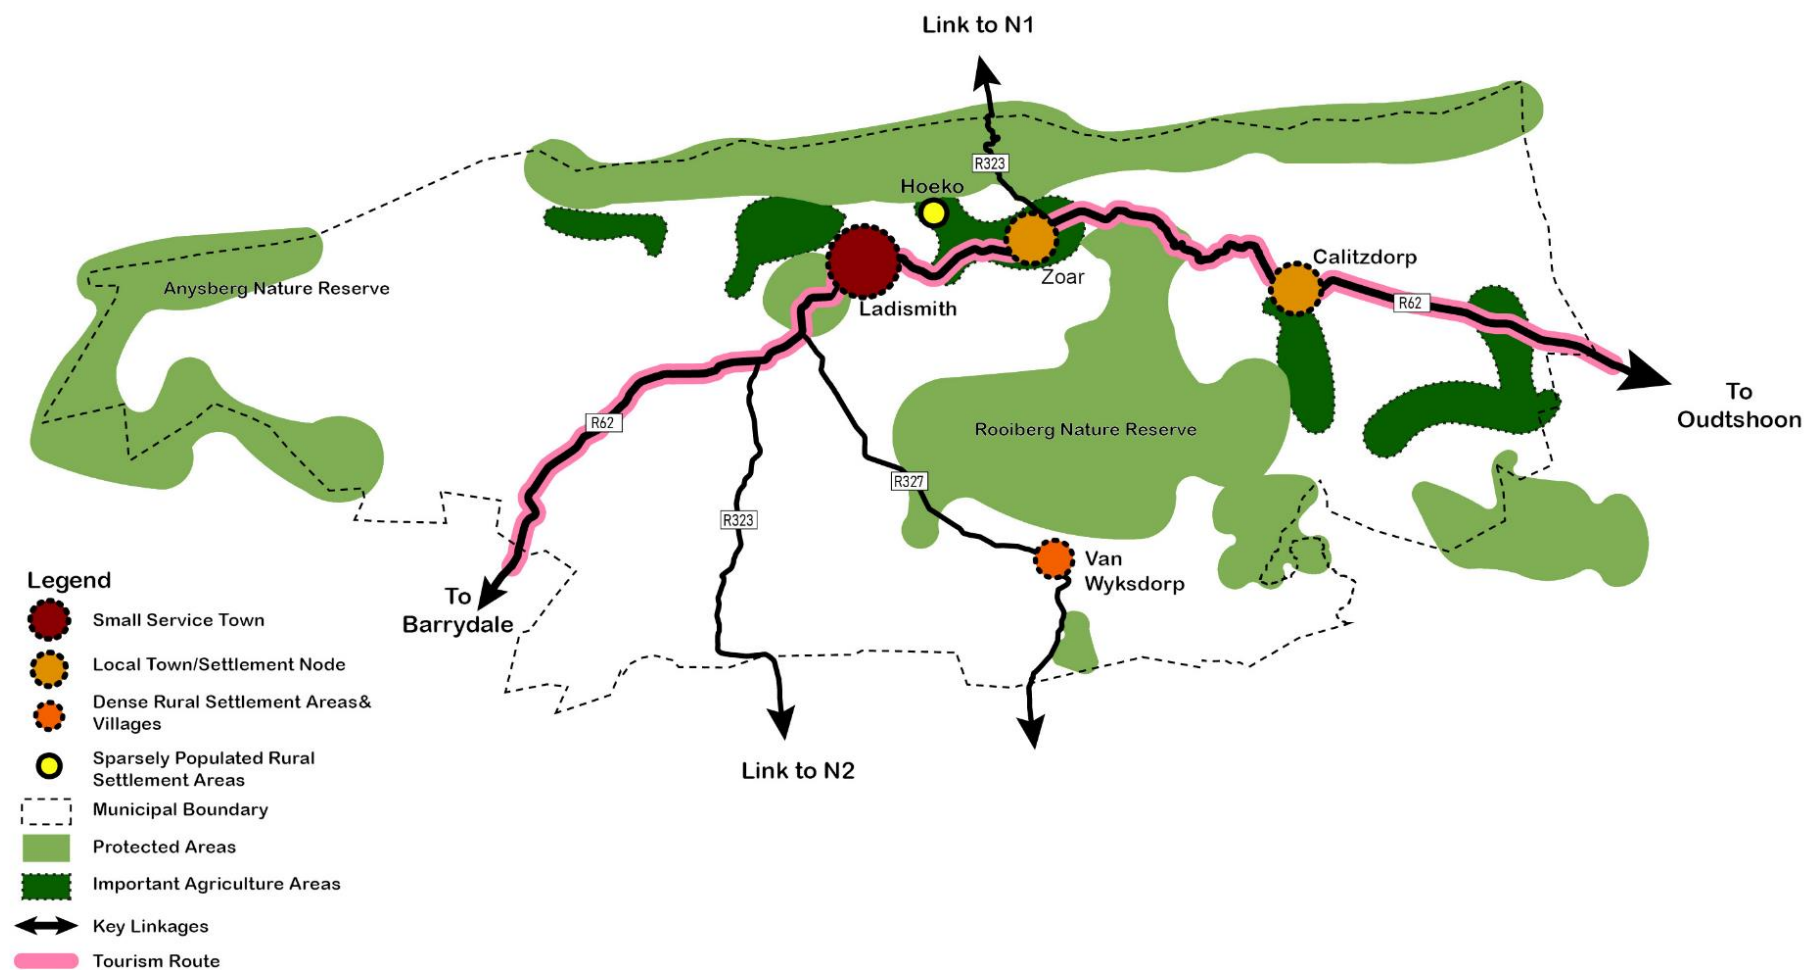 Link to N1
R323
Hoeko
Zoar
Calitzdorp
Anysberg Nature Reserve
Ladismith
R62
To
Oudtshoon
R62
Rooiberg Nature Reserve
R327
R323
Van
Wyksdorp
To
Barrydale
Link to N2
Legend
Small Service Town
Local Town/Settlement Node
Dense Rural Settlement Areas&
Villages
Sparsely Populated Rural
Settlement Areas
Municipal Boundary
Protected Areas
Important Agriculture Areas
Key Linkages
Tourism Route